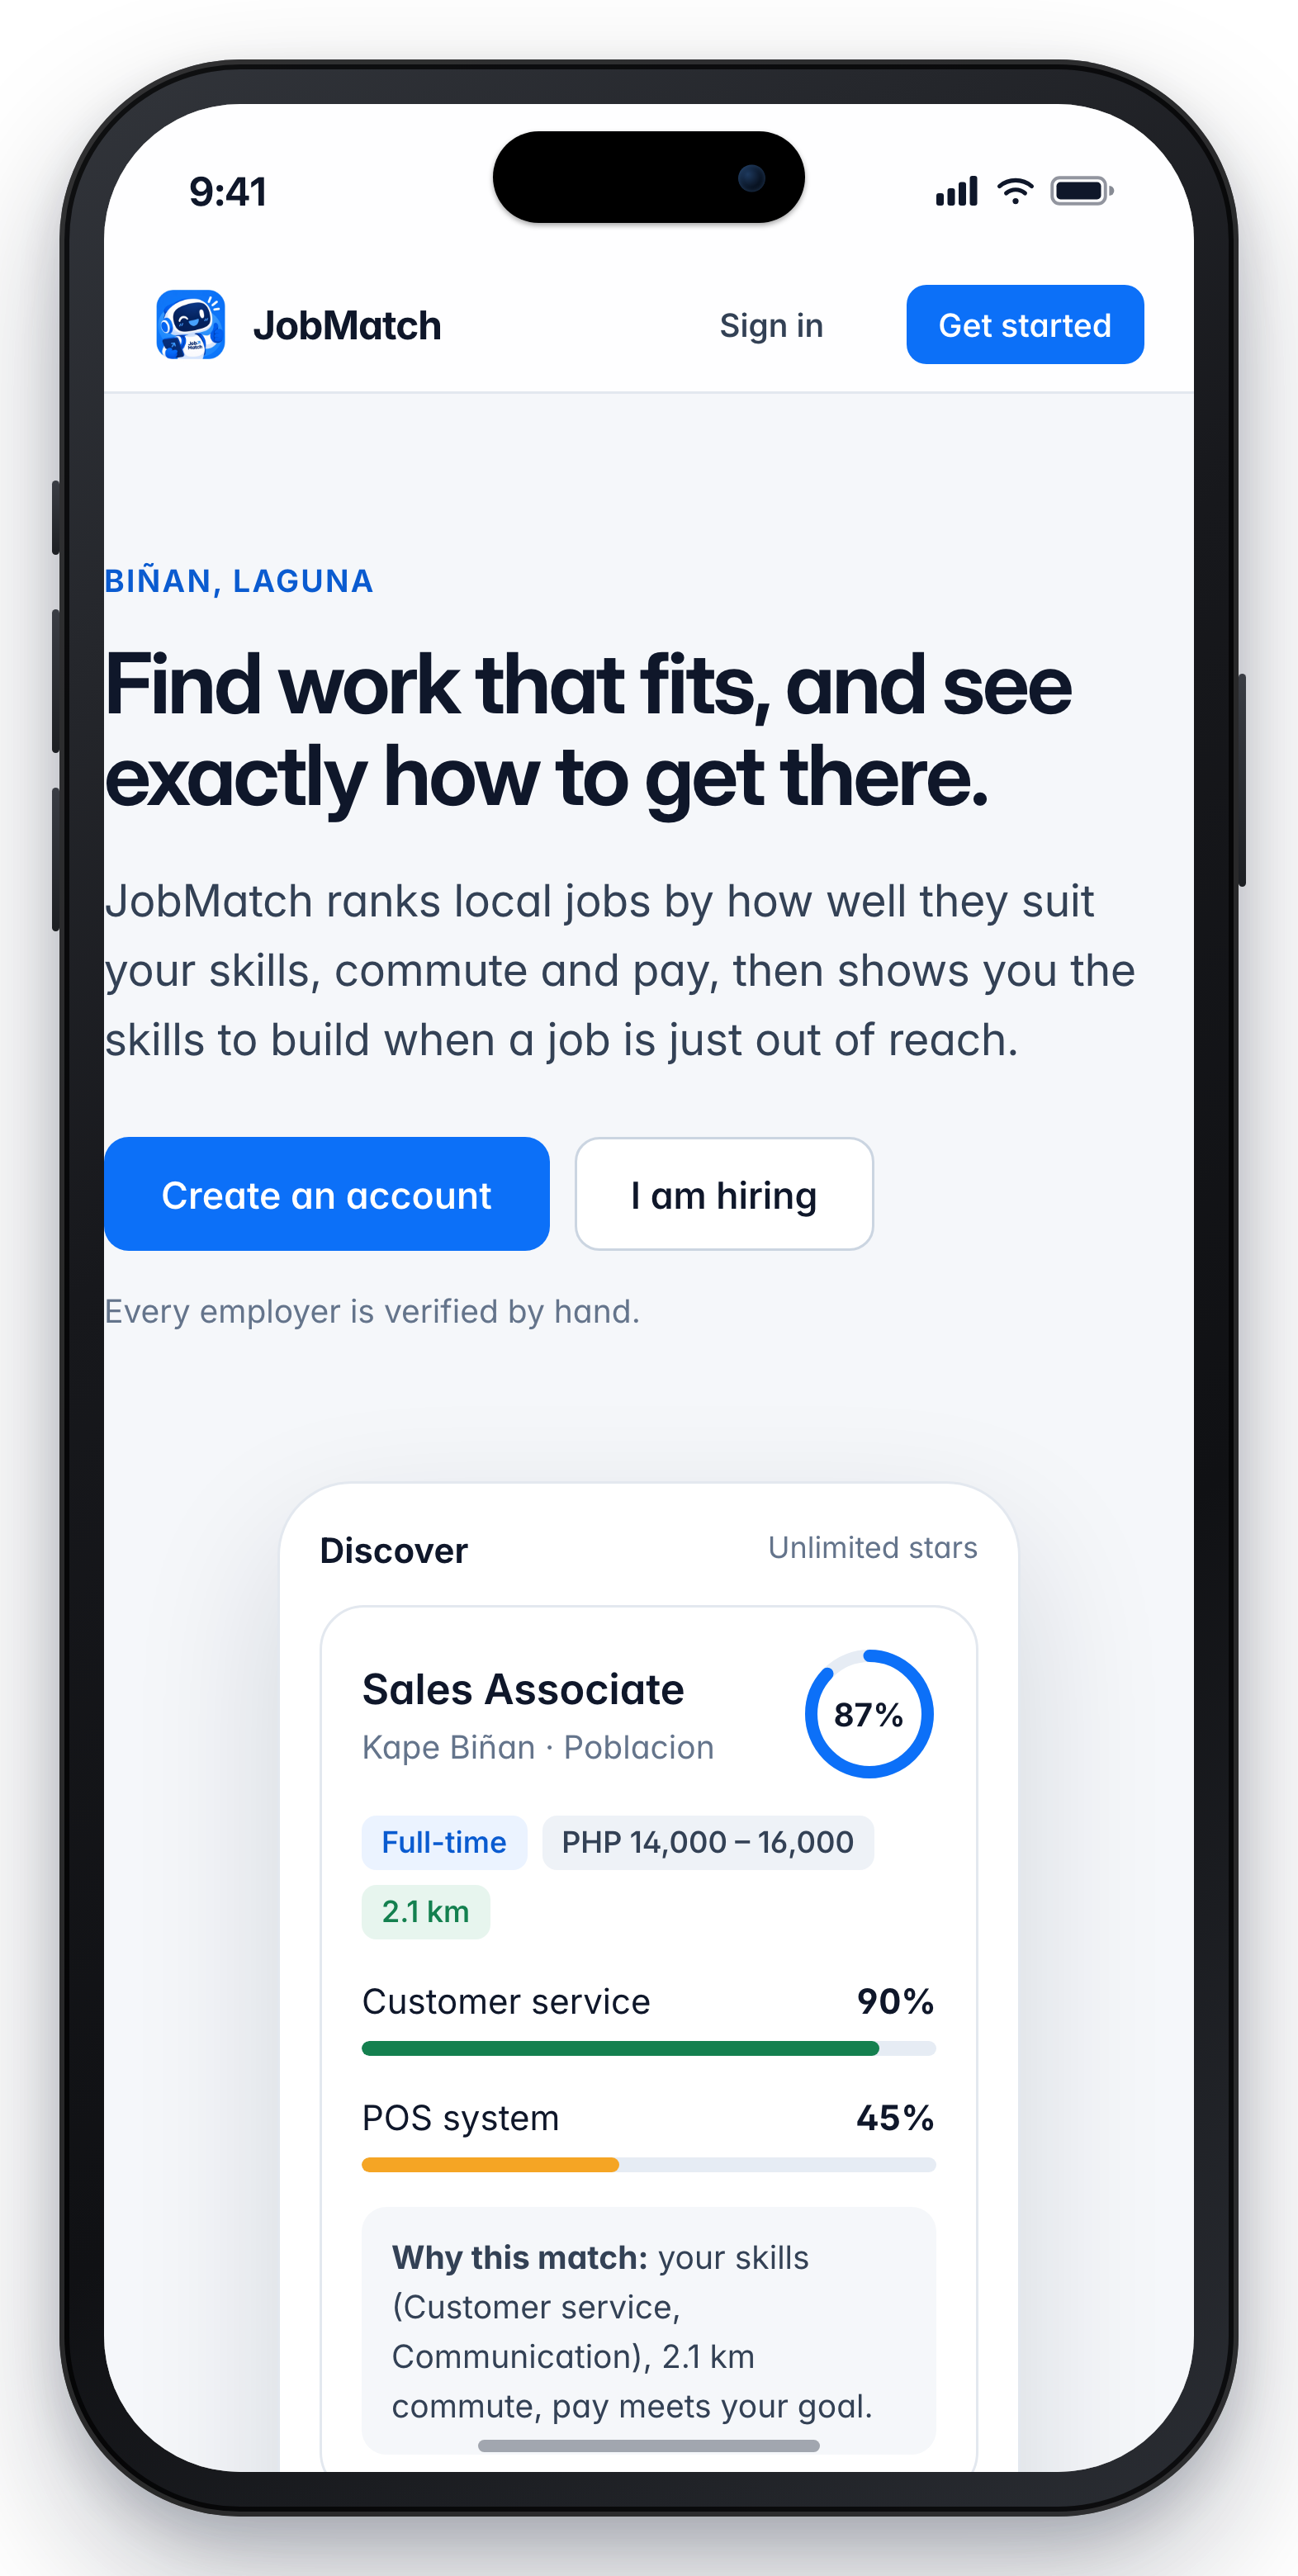 9:41
JobMatch
Sign in
Get started
BIÑAN, LAGUNA
Find work that fits, and see
exactly how to get there.
JobMatch ranks local jobs by how well they suit
your skills, commute and pay, then shows you the
skills to build when a job is just out of reach.
Create an account
I am hiring
Every employer is verified by hand.
Discover
Unlimited stars
Sales Associate
87%
Kape Biñan · Poblacion
Full-time
PHP 14,000 – 16,000
2.1 km
Customer service
90%
POS system
45%
Why this match: your skills
(Customer service,
Communication), 2.1 km
commute, pay meets your goal.